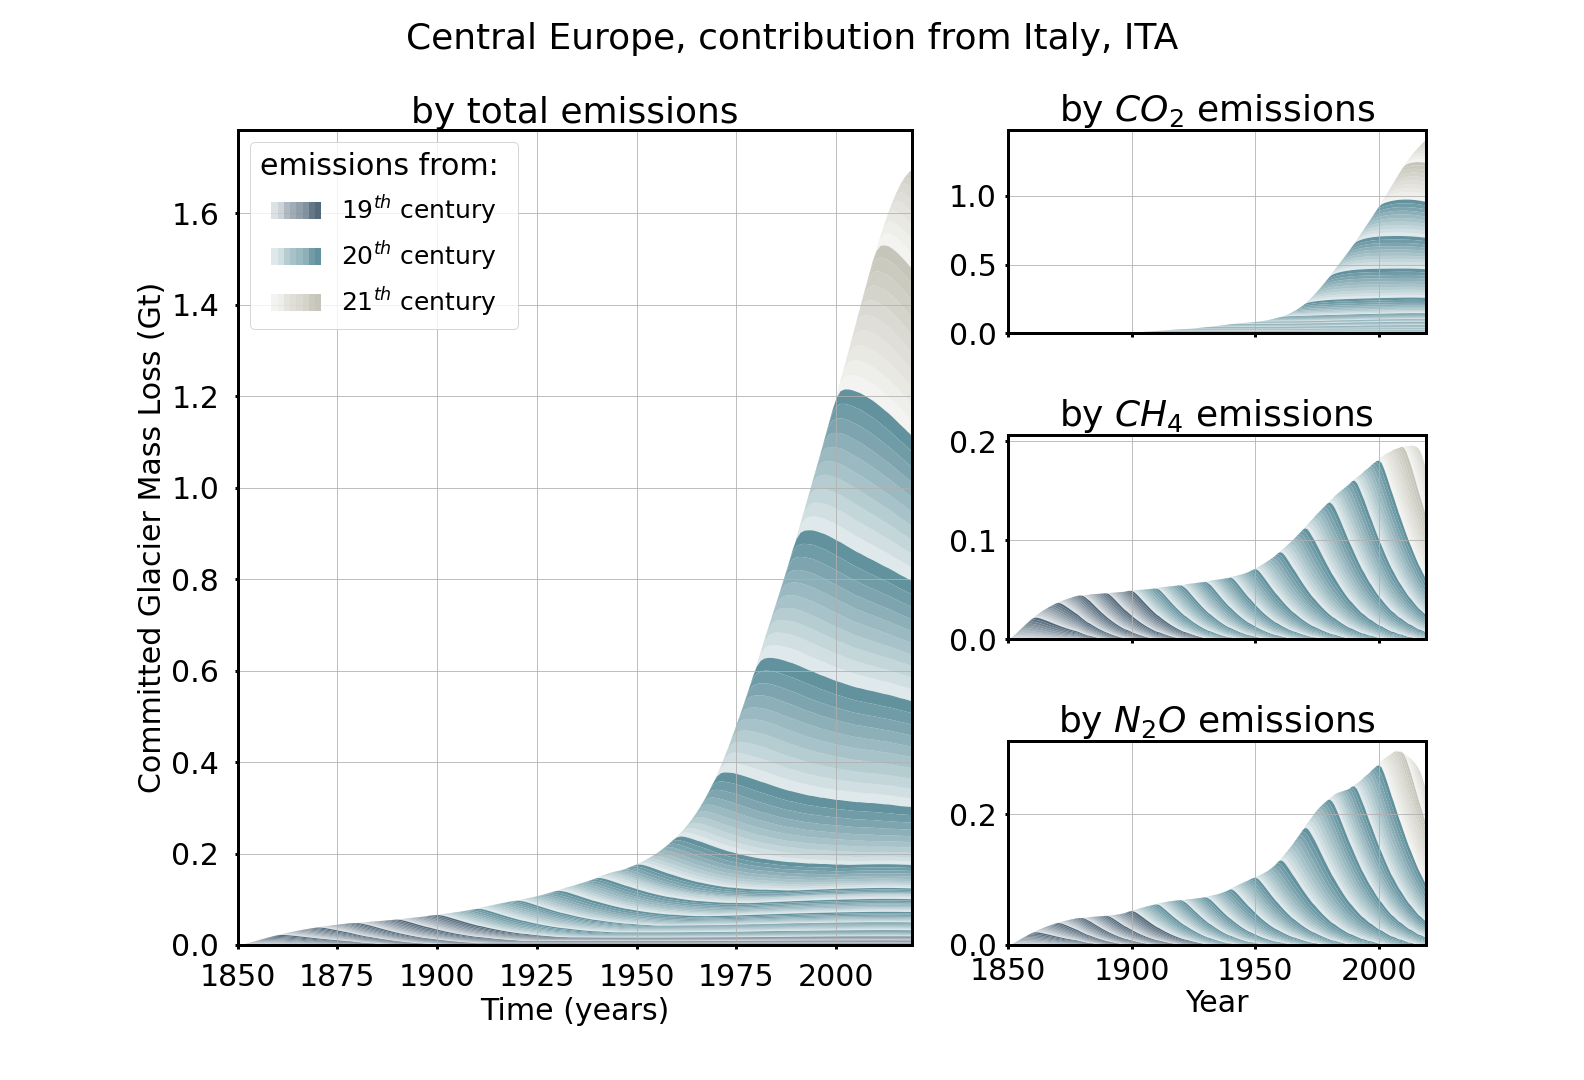 Central Europe, contribution from Italy, ITA
by total emissions
Committed Glacier Mass Loss (Gt)
1.6
1.4
1.2
1.0
0.8
0.6
0.4
0.2
0.0
emissions from:
19th century
20th century
21th century
1850 1875 1900 1925 1950 1975 2000
Time (years)
by CO2 emissions
1.0
0.5
0.0
by CH4 emissions
0.2
0.1
0.0
by N2O emissions
0.2
0.0
1850 1900 1950 2000
Year